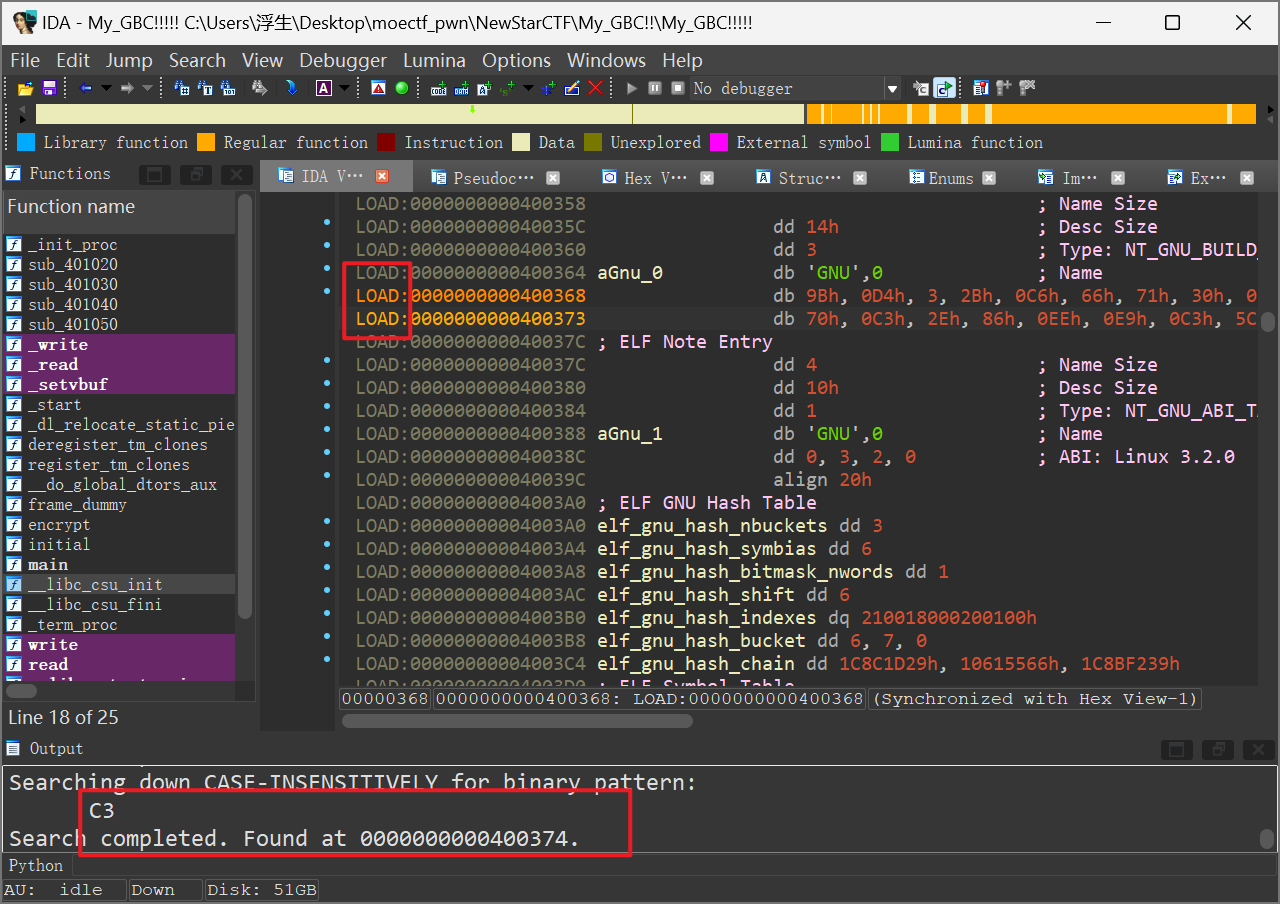 IDA - My_GBC!!!!! C:\Users\浮生\Desktop\moectf_pwn\NewStarCTF\My_GBC!!\My_GBC!!!!!
File Edit Jump Search View Debugger Lumina Options Windows Help
No debugger
Library function Regular function Instruction Data Unexplored External symbol Lumina function
Functions
IDA V··· Pseudoc··· Hex V··· Struc··· Enums Im··· Ex···
Function name
_init_proc
sub_401020
sub_401030
sub_401040
sub_401050
_write
_read
_setvbuf
_start
_dl_relocate_static_pie
deregister_tm_clones
register_tm_clones
__do_global_dtors_aux
frame_dummy
encrypt
initial
main
__libc_csu_init
__libc_csu_fini
_term_proc
write
read
Line 18 of 25
LOAD:0000000000400358 ; Name Size
LOAD:000000000040035C dd 14h ; Desc Size
LOAD:0000000000400360 dd 3 ; Type: NT_GNU_BUILD_
LOAD:0000000000400364 aGnu_0 db 'GNU',0 ; Name
LOAD:0000000000400368 db 9Bh, 0D4h, 3, 2Bh, 0C6h, 66h, 71h, 30h, 0
LOAD:0000000000400373 db 70h, 0C3h, 2Eh, 86h, 0EEh, 0E9h, 0C3h, 5C
LOAD:000000000040037C ; ELF Note Entry
LOAD:000000000040037C dd 4 ; Name Size
LOAD:0000000000400380 dd 10h ; Desc Size
LOAD:0000000000400384 dd 1 ; Type: NT_GNU_ABI_T
LOAD:0000000000400388 aGnu_1 db 'GNU',0 ; Name
LOAD:000000000040038C dd 0, 3, 2, 0 ; ABI: Linux 3.2.0
LOAD:000000000040039C align 20h
LOAD:00000000004003A0 ; ELF GNU Hash Table
LOAD:00000000004003A0 elf_gnu_hash_nbuckets dd 3
LOAD:00000000004003A4 elf_gnu_hash_symbias dd 6
LOAD:00000000004003A8 elf_gnu_hash_bitmask_nwords dd 1
LOAD:00000000004003AC elf_gnu_hash_shift dd 6
LOAD:00000000004003B0 elf_gnu_hash_indexes dq 210018000200100h
LOAD:00000000004003B8 elf_gnu_hash_bucket dd 6, 7, 0
LOAD:00000000004003C4 elf_gnu_hash_chain dd 1C8C1D29h, 10615566h, 1C8BF239h
LOAD:00000000004003D0 ; ELF Symbol Table
00000368 0000000000400368: LOAD:0000000000400368 (Synchronized with Hex View-1)
Output
Searching down CASE-INSENSITIVELY for binary pattern:
C3
Search completed. Found at 0000000000400374.
Python
AU: idle Down Disk: 51GB